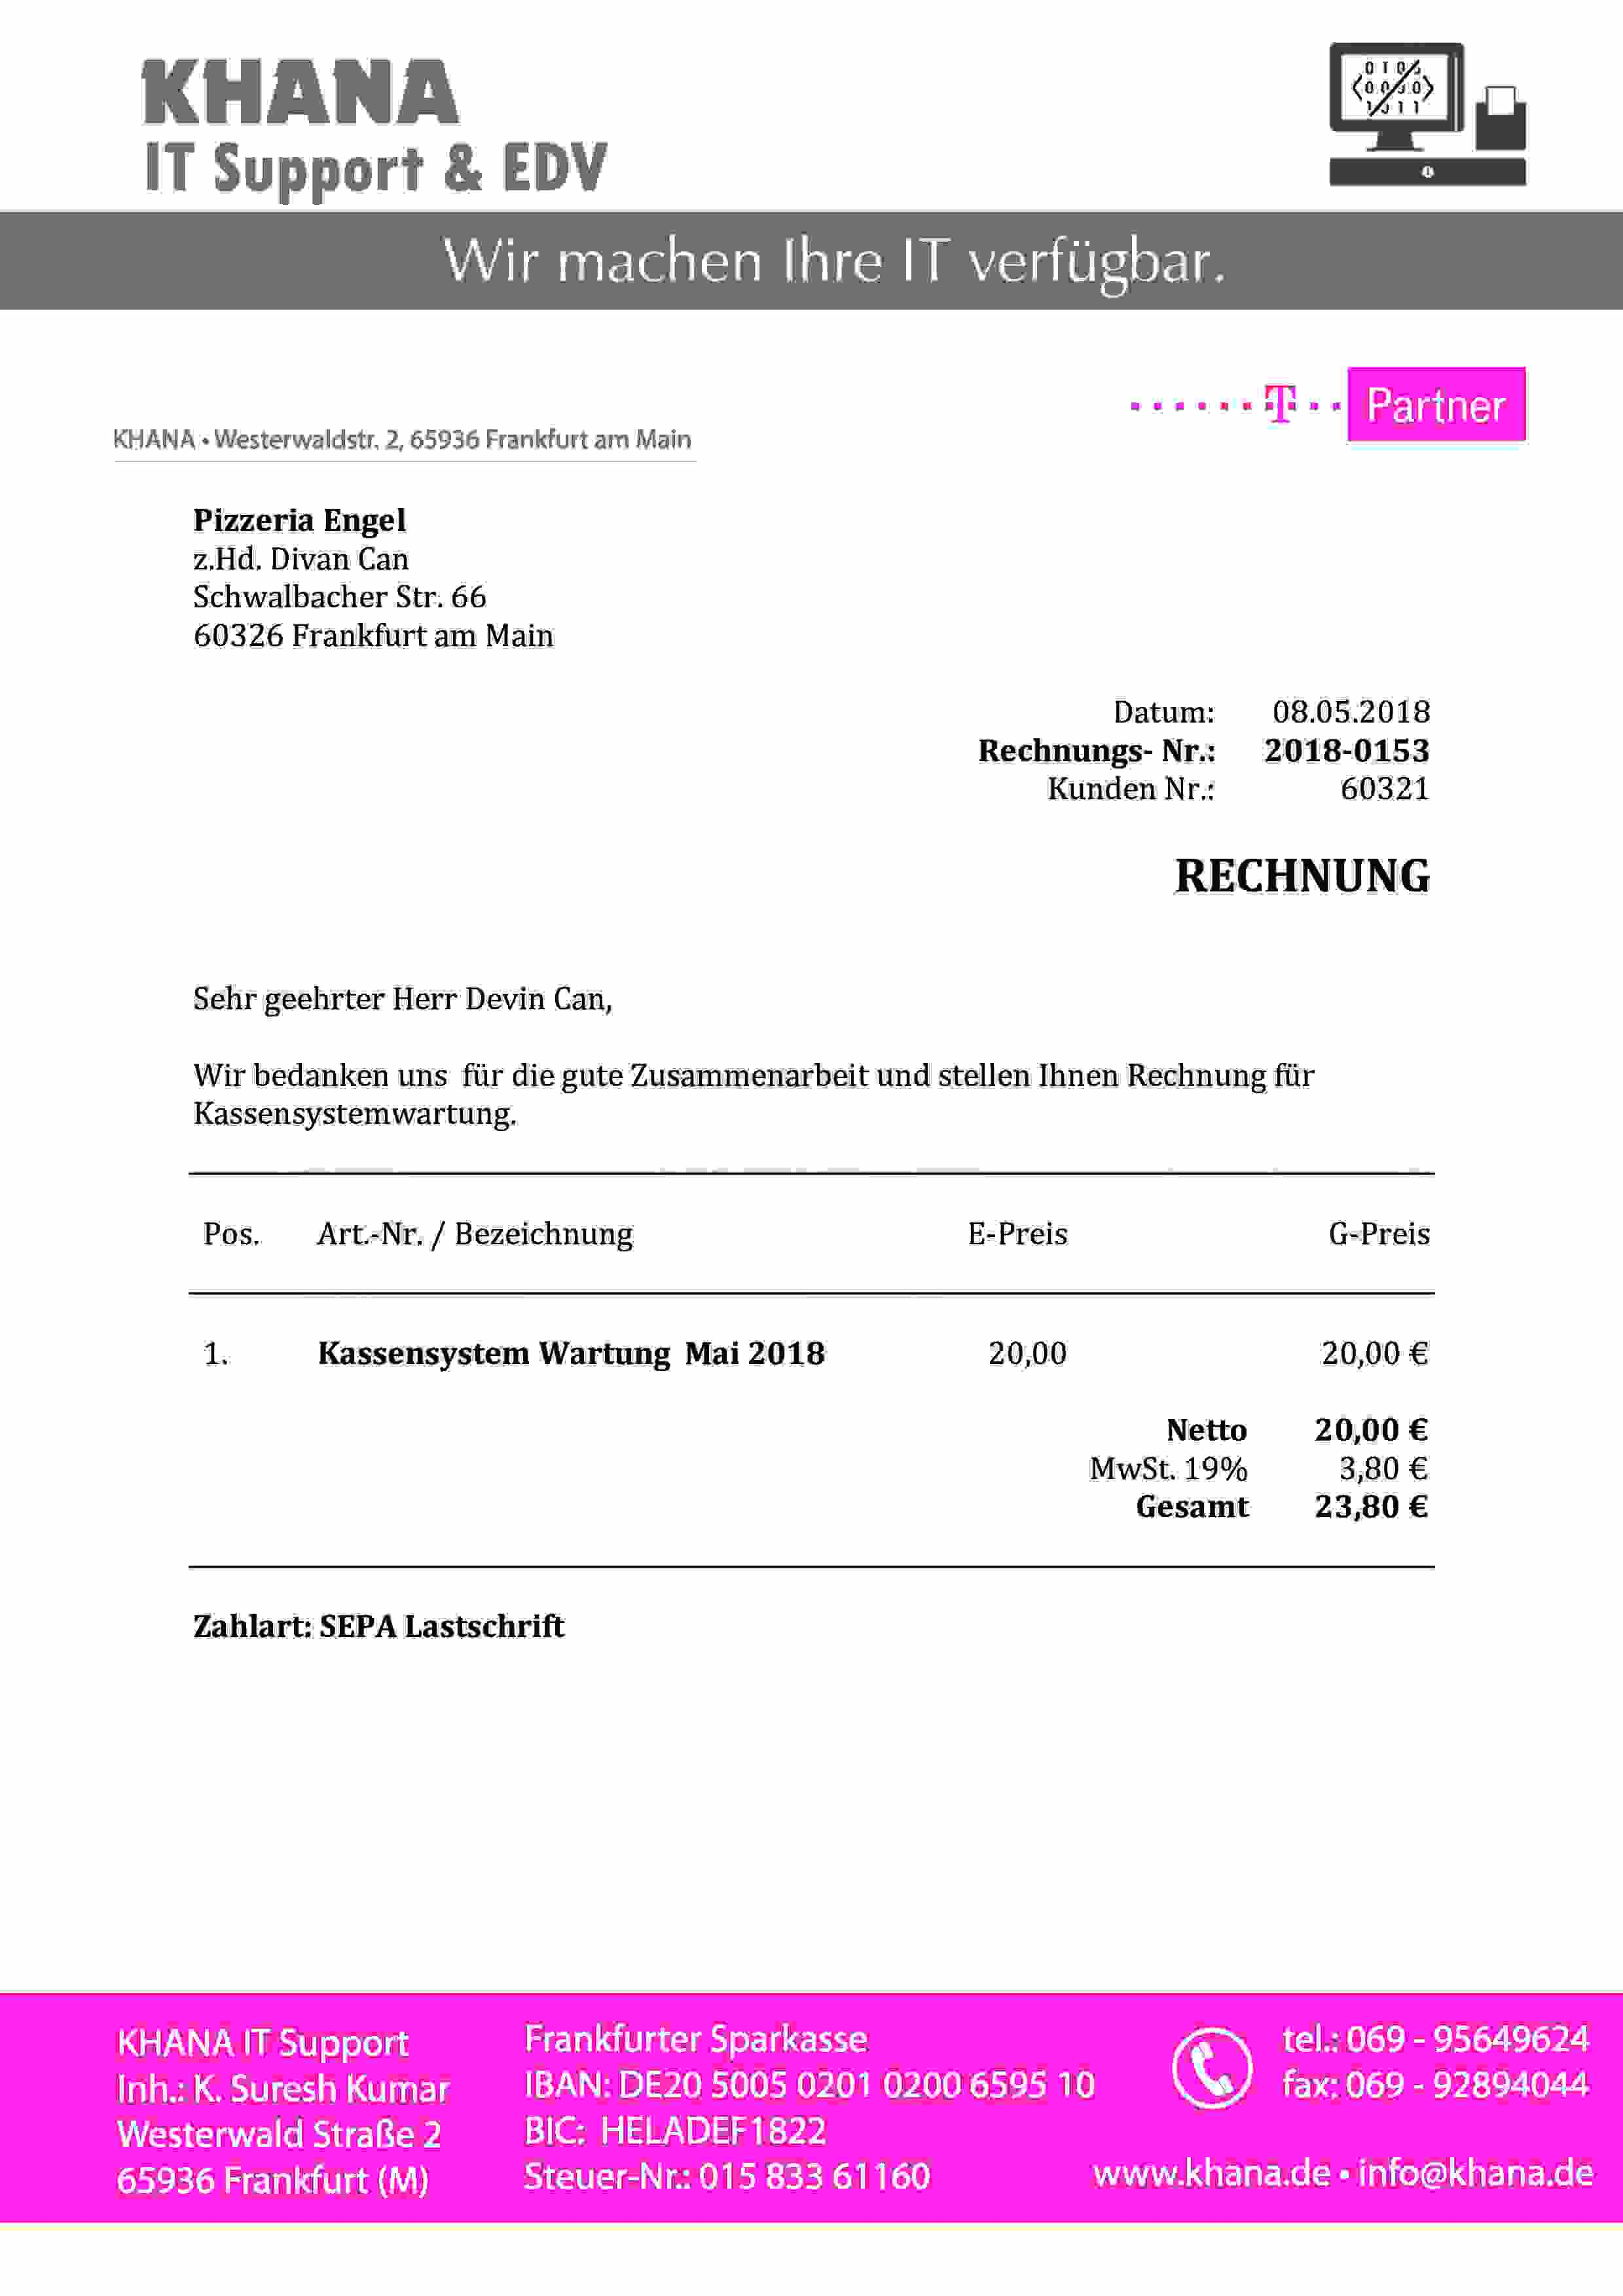 KHANA
IT Support & EDV
Wir machen Ihre IT verfügbar.
T Partner
KHANA • Westerwaldstr. 2, 65936 Frankfurt am Main
Pizzeria Engel
z.Hd. Divan Can
Schwalbacher Str. 66
60326 Frankfurt am Main
Datum: 08.05.2018
Rechnungs- Nr.: 2018-0153
Kunden Nr.: 60321
RECHNUNG
Sehr geehrter Herr Devin Can,
Wir bedanken uns für die gute Zusammenarbeit und stellen Ihnen Rechnung für
Kassensystemwartung.
Pos. Art.-Nr. / Bezeichnung E-Preis G-Preis
1. Kassensystem Wartung Mai 2018 20,00 20,00 €
Netto 20,00 €
MwSt. 19% 3,80 €
Gesamt 23,80 €
Zahlart: SEPA Lastschrift
KHANA IT Support
Inh.: K. Suresh Kumar
Westerwald Straße 2
65936 Frankfurt (M)
Frankfurter Sparkasse
IBAN: DE20 5005 0201 0200 6595 10
BIC: HELADEF1822
Steuer-Nr.: 015 833 61160
tel.: 069 - 95649624
fax: 069 - 92894044
www.khana.de • info@khana.de